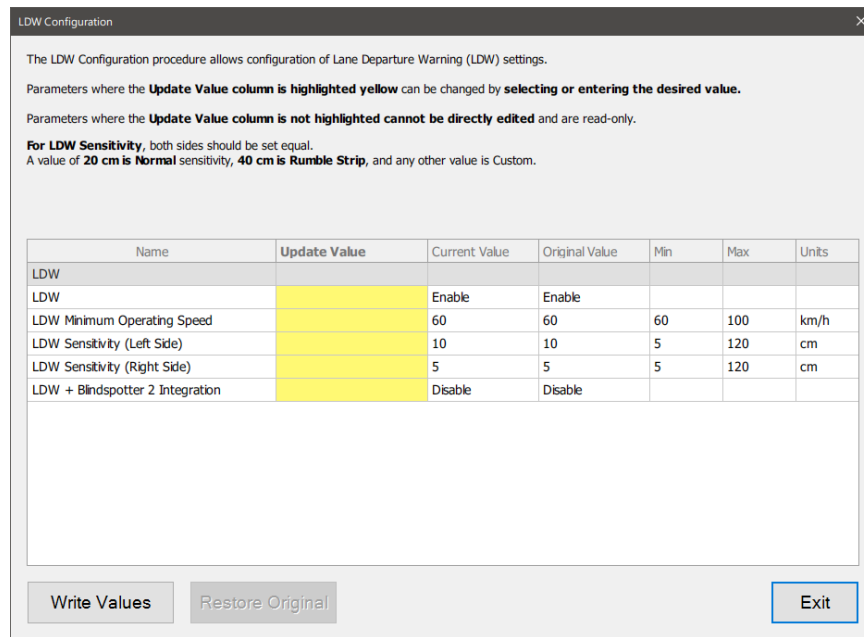 LDW Configuration
The LDW Configuration procedure allows configuration of Lane Departure Warning (LDW) settings.
Parameters where the Update Value column is highlighted yellow can be changed by selecting or entering the desired value.
Parameters where the Update Value column is not highlighted cannot be directly edited and are read-only.
For LDW Sensitivity, both sides should be set equal.
A value of 20 cm is Normal sensitivity, 40 cm is Rumble Strip, and any other value is Custom.
Name Update Value Current Value Original Value Min Max Units
LDW
LDW Enable Enable
LDW Minimum Operating Speed 60 60 60 100 km/h
LDW Sensitivity (Left Side) 10 10 5 120 cm
LDW Sensitivity (Right Side) 5 5 5 120 cm
LDW + Blindspotter 2 Integration Disable Disable
Write Values Restore Original Exit